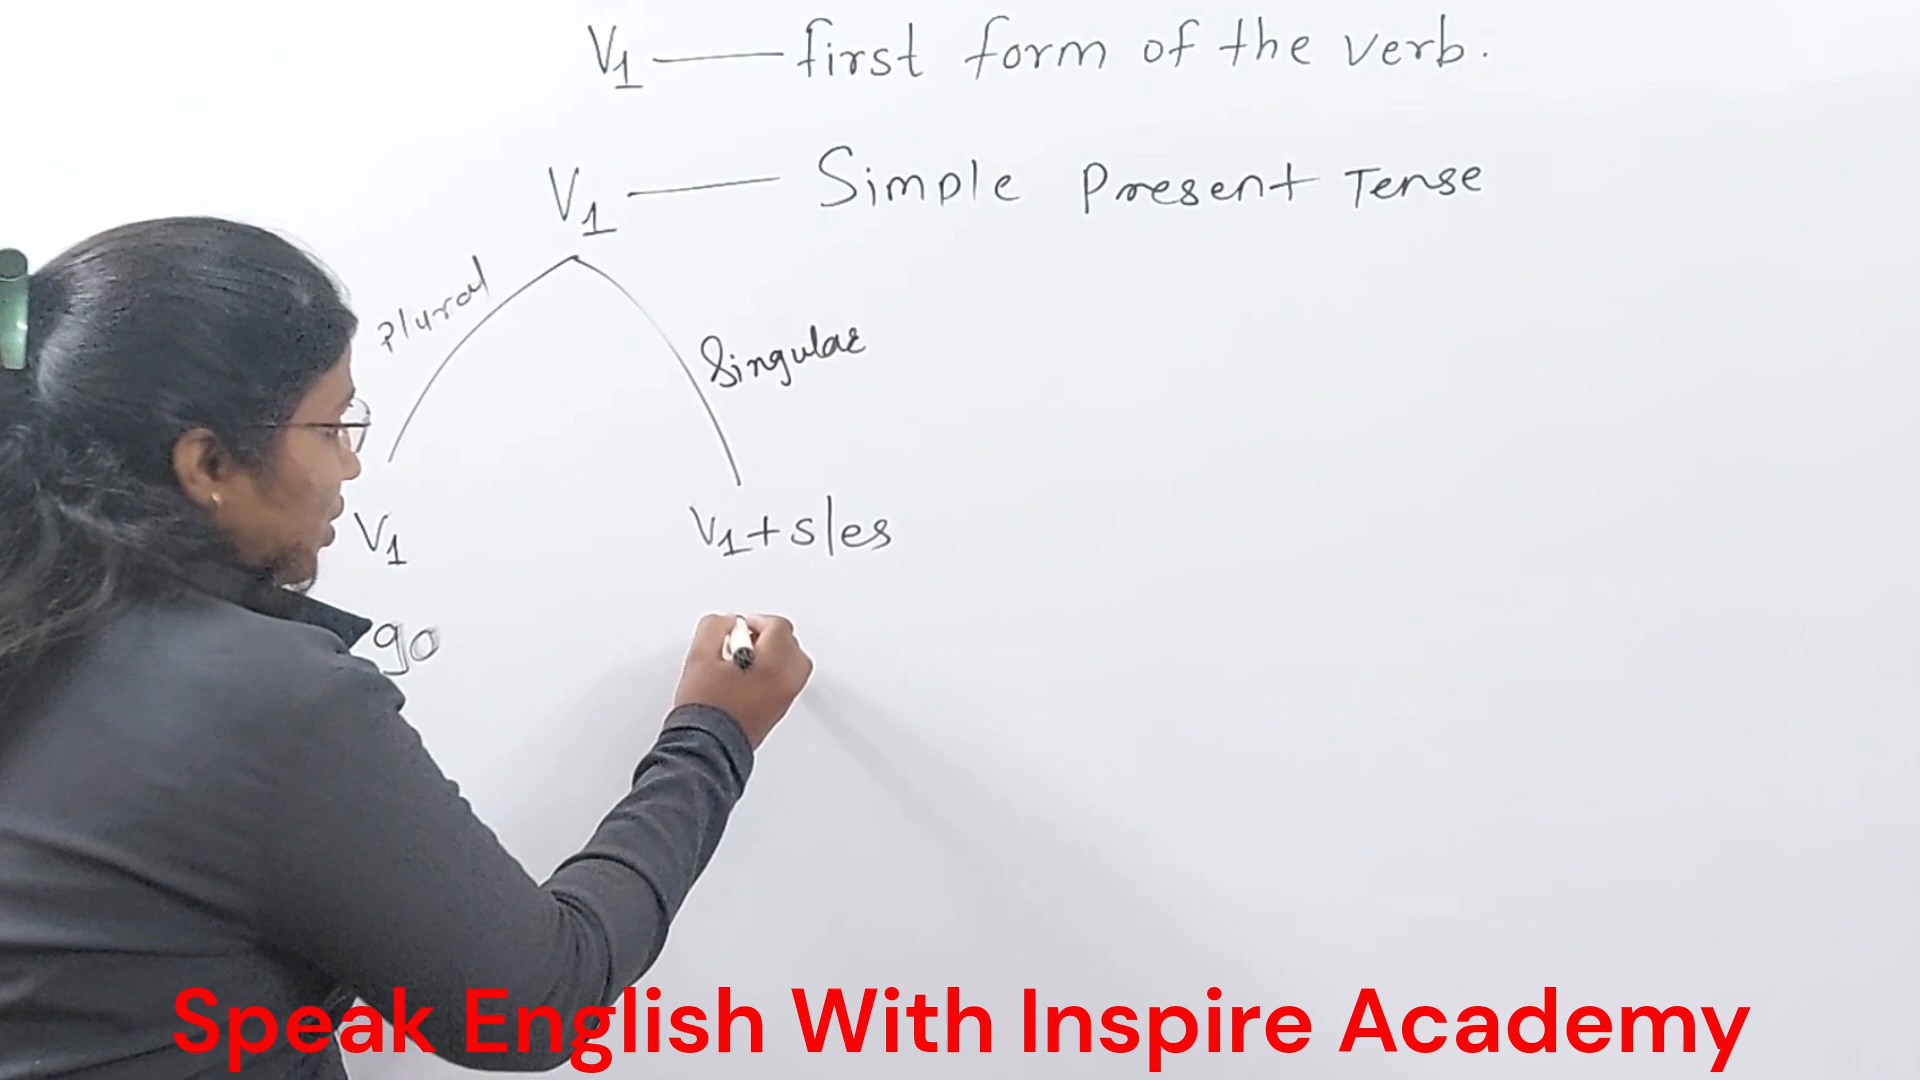 V1 — first form of the verb.
V1 — Simple Present Tense
Plural
Singular
V1
V1+s/es
go
Speak English With Inspire Academy